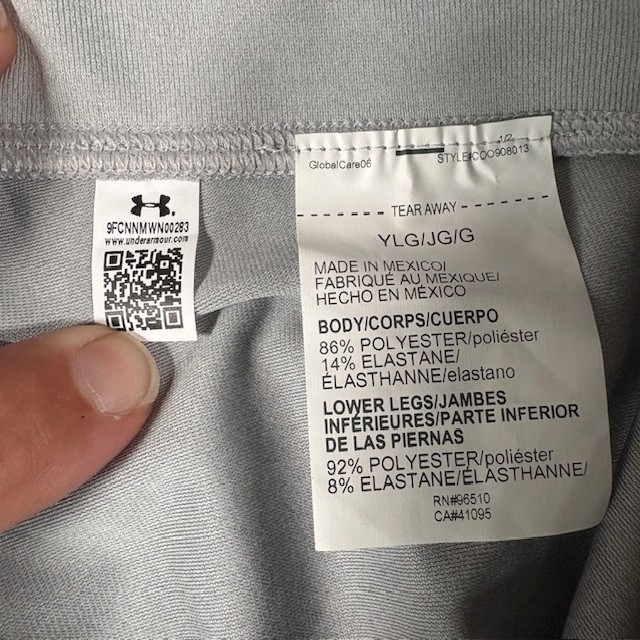 9FCNNMWN00283
www.underarmour.com
GlobalCare06
1/2
STYLE#COO908013
TEAR AWAY
YLG/JG/G
MADE IN MEXICO/
FABRIQUÉ AU MEXIQUE/
HECHO EN MÉXICO
BODY/CORPS/CUERPO
86% POLYESTER/poliéster
14% ELASTANE/
ÉLASTHANNE/elastano
LOWER LEGS/JAMBES
INFÉRIEURES/PARTE INFERIOR
DE LAS PIERNAS
92% POLYESTER/poliéster
8% ELASTANE/ÉLASTHANNE/
RN#96510
CA#41095